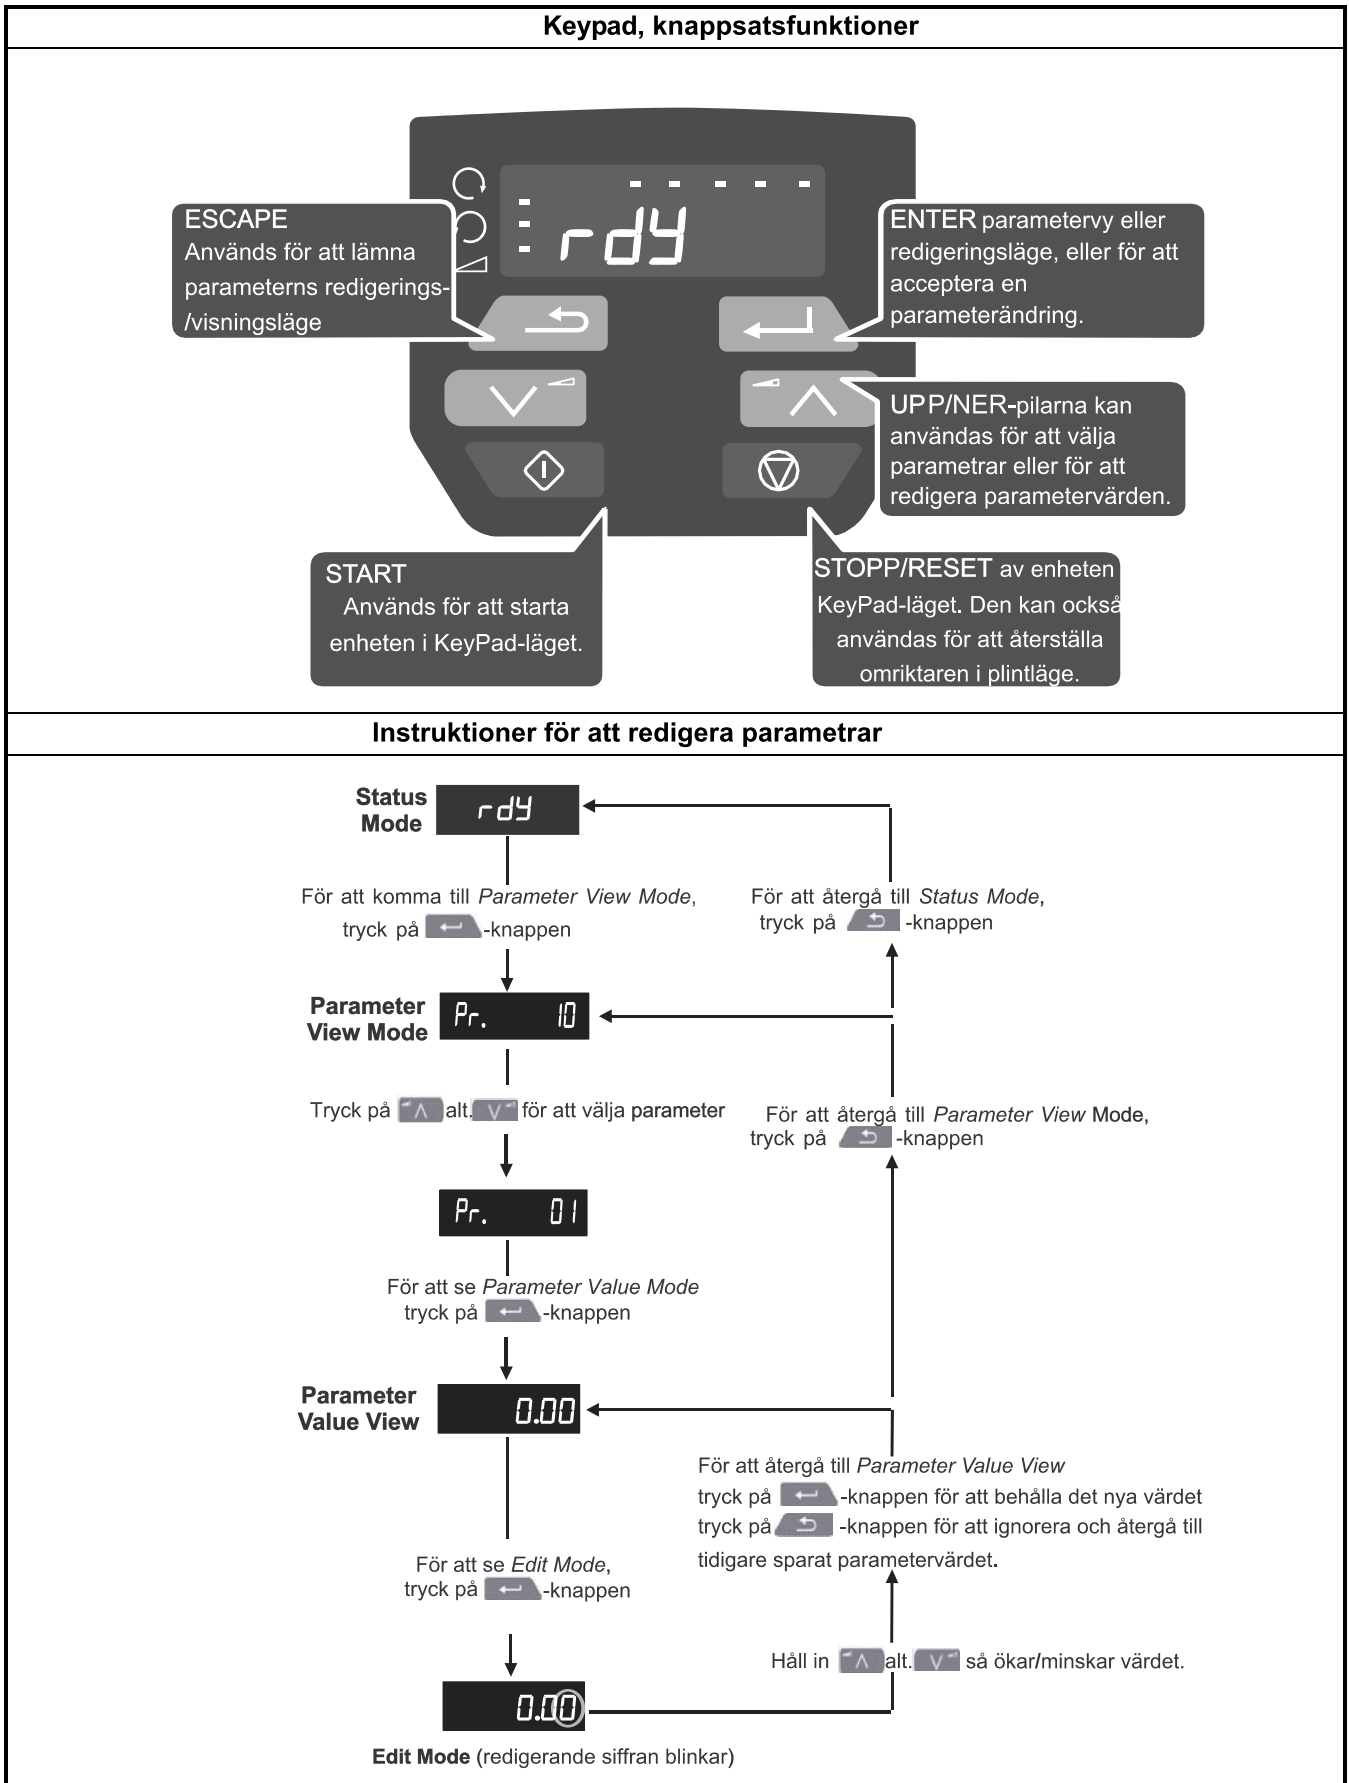 Keypad, knappsatsfunktioner
rdy
ESCAPE
Används för att lämna
parameterns redigerings-
/visningsläge
ENTER parametervy eller
redigeringsläge, eller för att
acceptera en
parameterändring.
UPP/NER-pilarna kan
användas för att välja
parametrar eller för att
redigera parametervärden.
START
Används för att starta
enheten i KeyPad-läget.
STOPP/RESET av enheten
KeyPad-läget. Den kan också
användas för att återställa
omriktaren i plintläge.
Instruktioner för att redigera parametrar
Status
Mode
rdy
För att komma till Parameter View Mode,
tryck på -knappen
För att återgå till Status Mode,
tryck på -knappen
Parameter
View Mode
Pr. 10
Tryck på alt. för att välja parameter
För att återgå till Parameter View Mode,
tryck på -knappen
Pr. 01
För att se Parameter Value Mode
tryck på -knappen
Parameter
Value View
0.00
För att återgå till Parameter Value View
tryck på -knappen för att behålla det nya värdet
tryck på -knappen för att ignorera och återgå till
tidigare sparat parametervärdet.
För att se Edit Mode,
tryck på -knappen
Håll in alt. så ökar/minskar värdet.
0.00
Edit Mode (redigerande siffran blinkar)